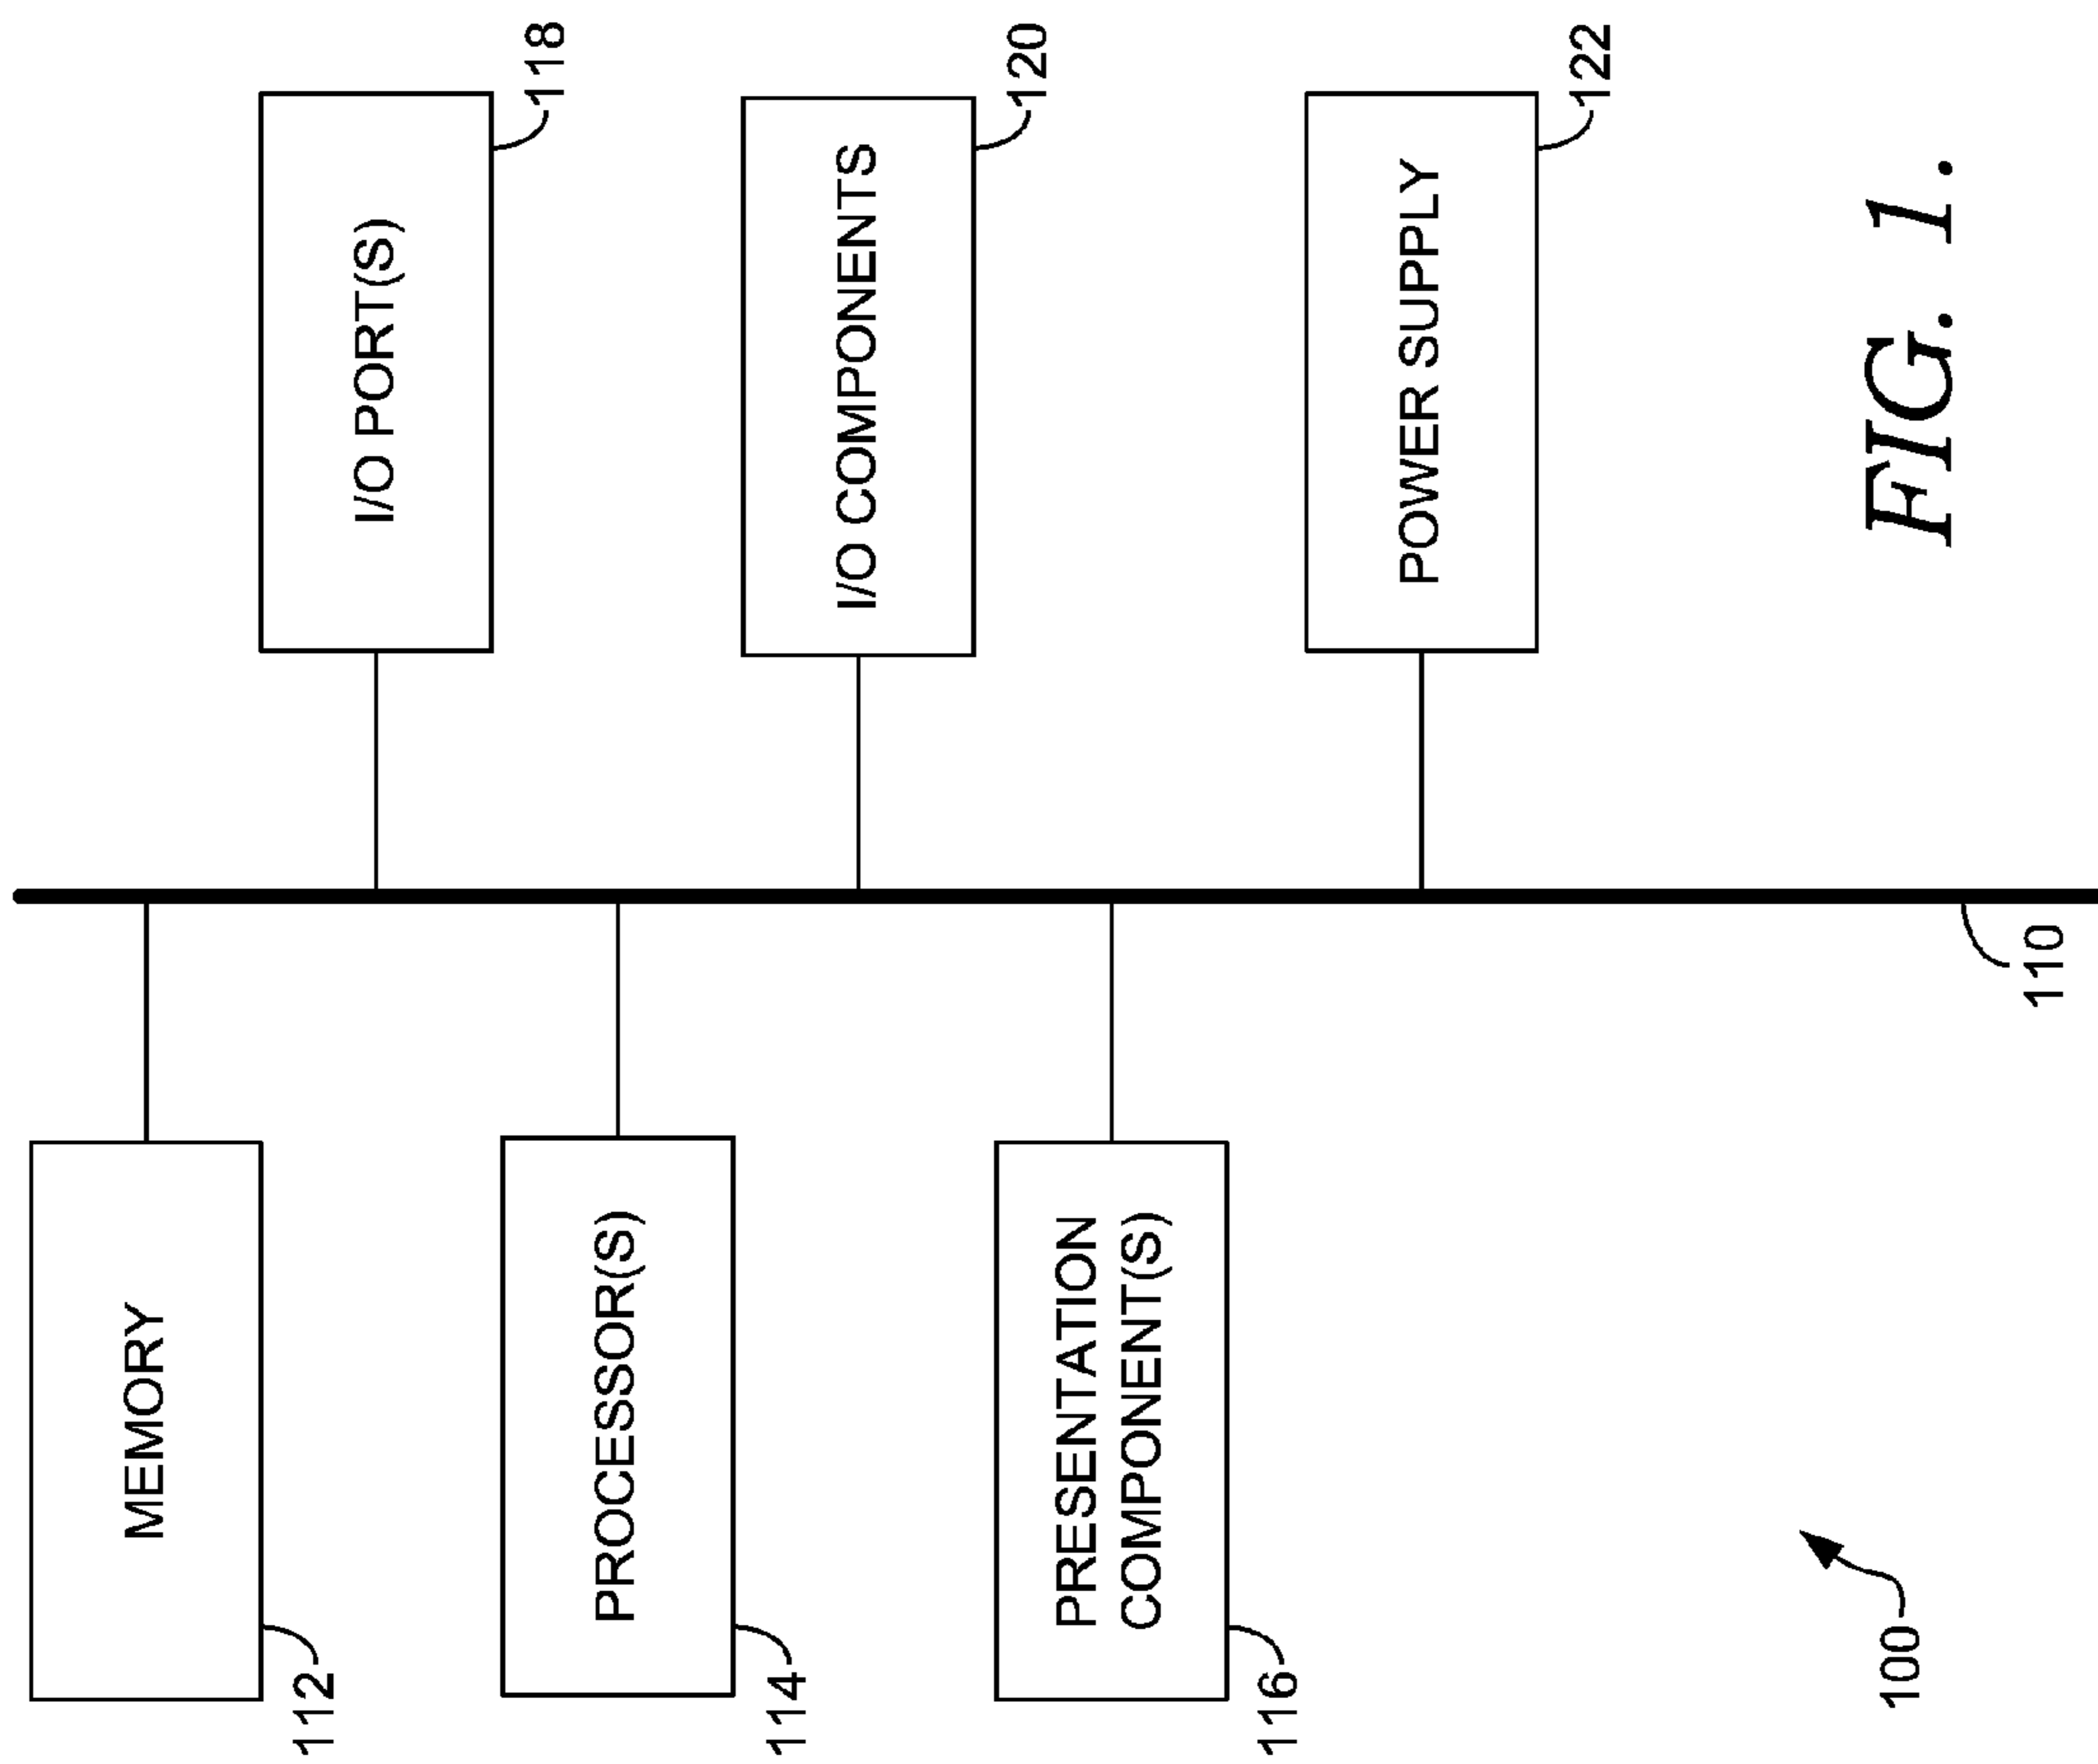 MEMORY
112
PROCESSOR(S)
114
PRESENTATION
COMPONENT(S)
116
I/O PORT(S)
118
I/O COMPONENTS
120
POWER SUPPLY
122
110
100
FIG. 1.